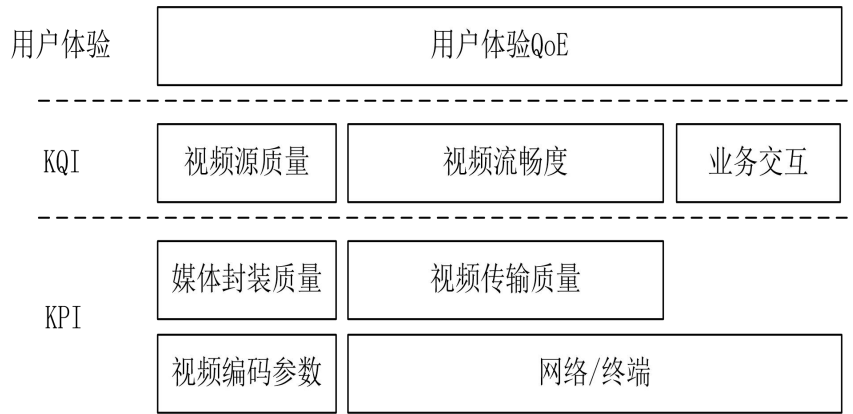 用户体验
用户体验QoE
KQI
视频源质量
视频流畅度
业务交互
KPI
媒体封装质量
视频传输质量
视频编码参数
网络/终端